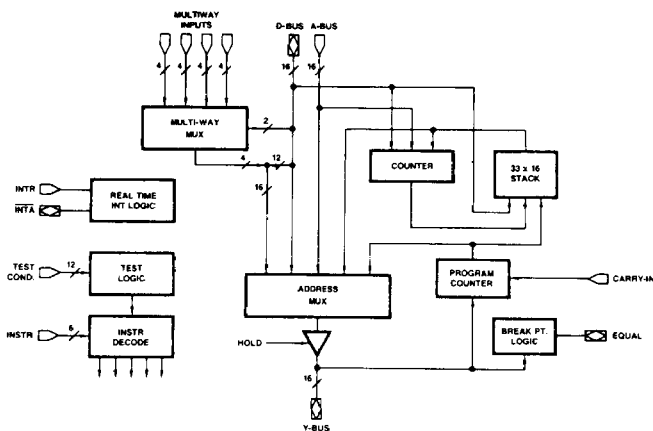 MULTIWAY
INPUTS
D-BUS A-BUS
4 4 4 4
16 16
MULTI-WAY
MUX
2
4 12
16
COUNTER
33 x 16
STACK
INTR
INTA
REAL TIME
INT LOGIC
TEST
COND.
12
TEST
LOGIC
ADDRESS
MUX
PROGRAM
COUNTER
CARRY-IN
INSTR
6
INSTR
DECODE
HOLD
BREAK PT.
LOGIC
EQUAL
16
Y-BUS